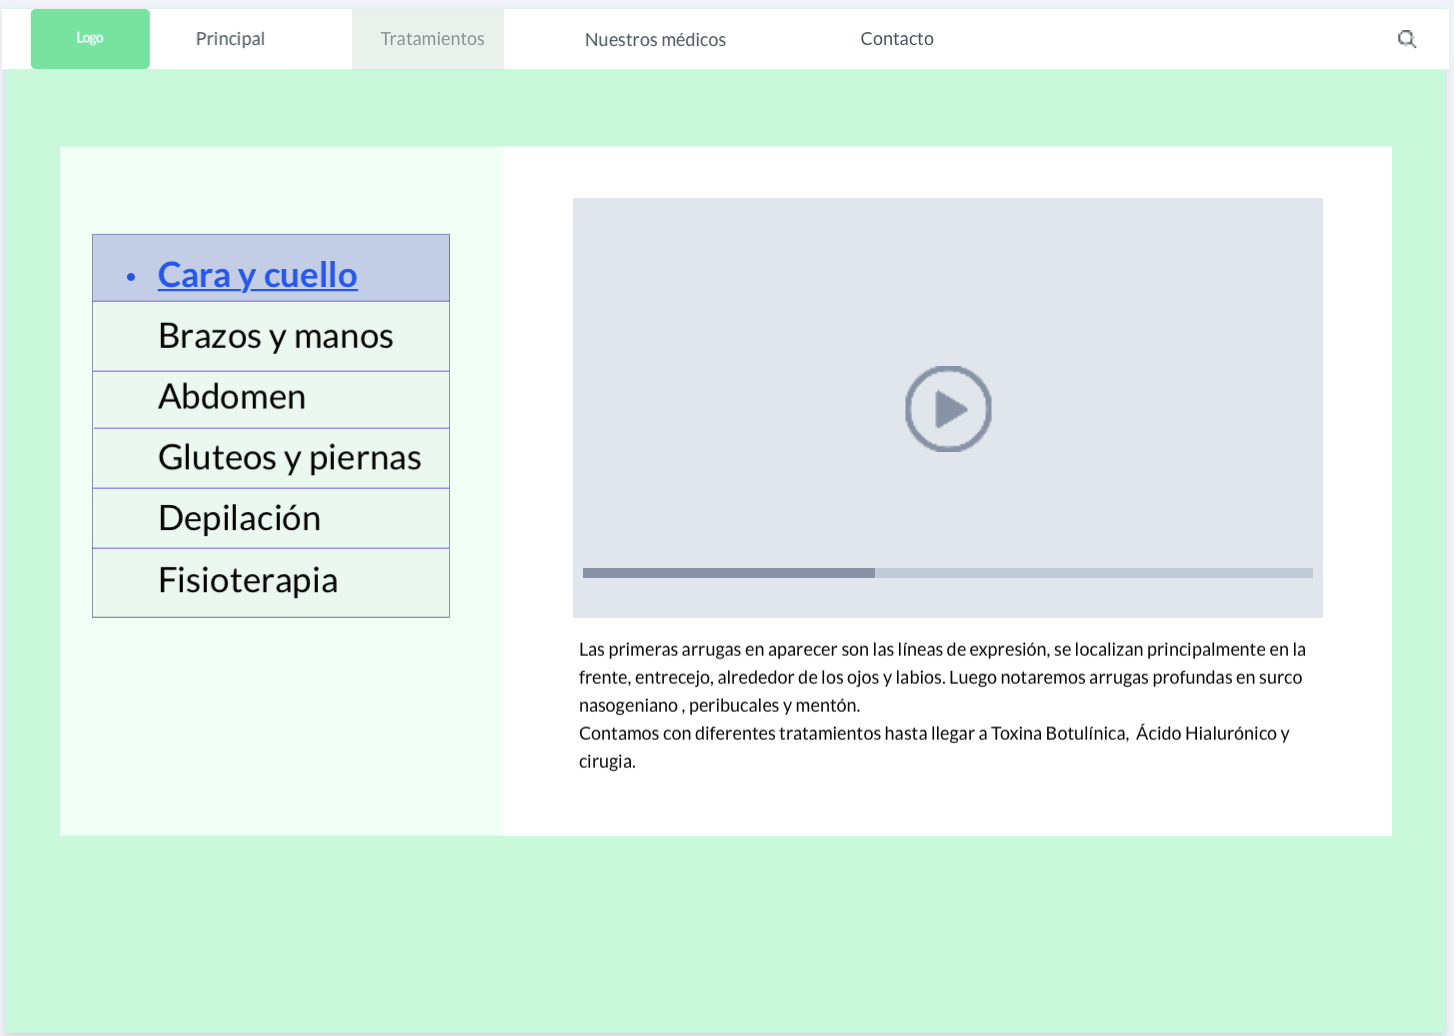 Logo
Principal
Tratamientos
Nuestros médicos
Contacto
Cara y cuello
Brazos y manos
Abdomen
Gluteos y piernas
Depilación
Fisioterapia
Las primeras arrugas en aparecer son las líneas de expresión, se localizan principalmente en la
frente, entrecejo, alrededor de los ojos y labios. Luego notaremos arrugas profundas en surco
nasogeniano , peribucales y mentón.
Contamos con diferentes tratamientos hasta llegar a Toxina Botulínica,  Ácido Hialurónico y
cirugia.